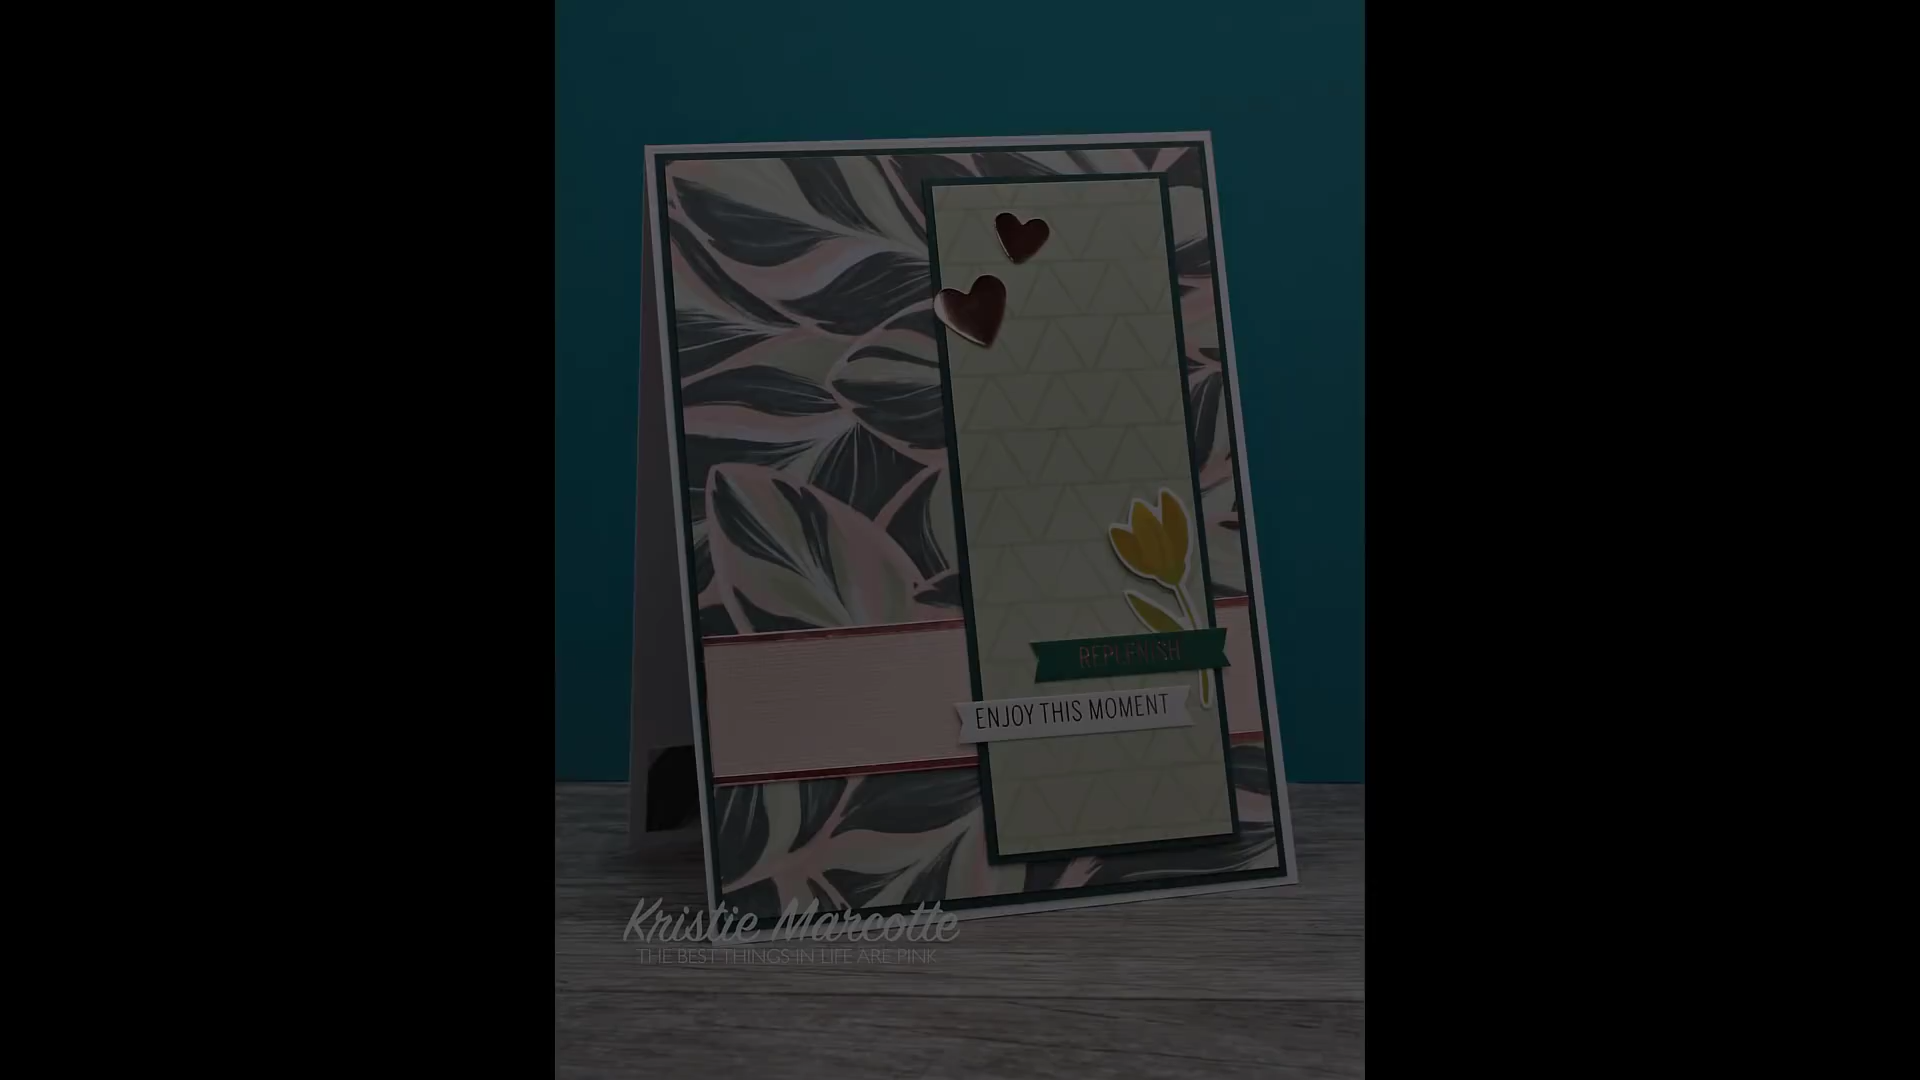 REPLENISH
ENJOY THIS MOMENT
Kristie Marcotte
THE BEST THINGS IN LIFE ARE PINK